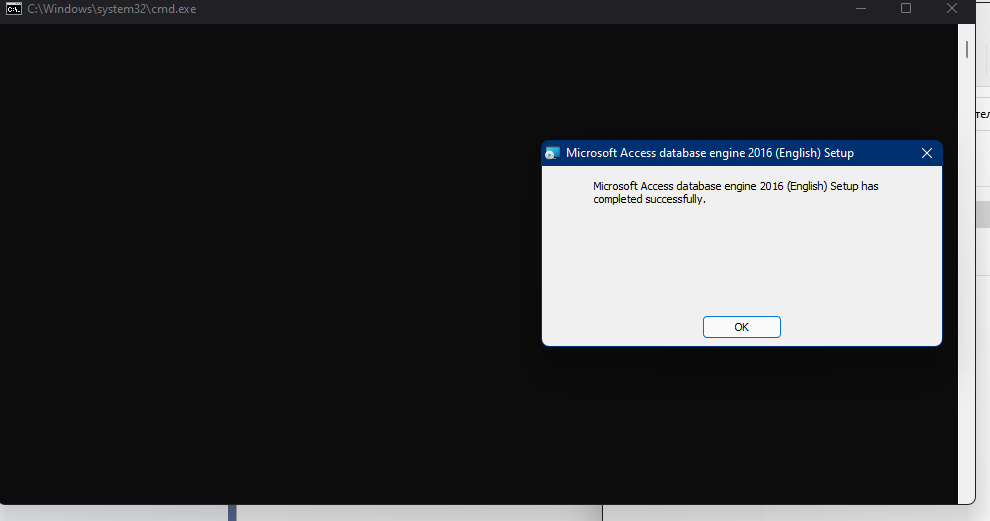 C:\Windows\system32\cmd.exe
Microsoft Access database engine 2016 (English) Setup
Microsoft Access database engine 2016 (English) Setup has
completed successfully.
OK